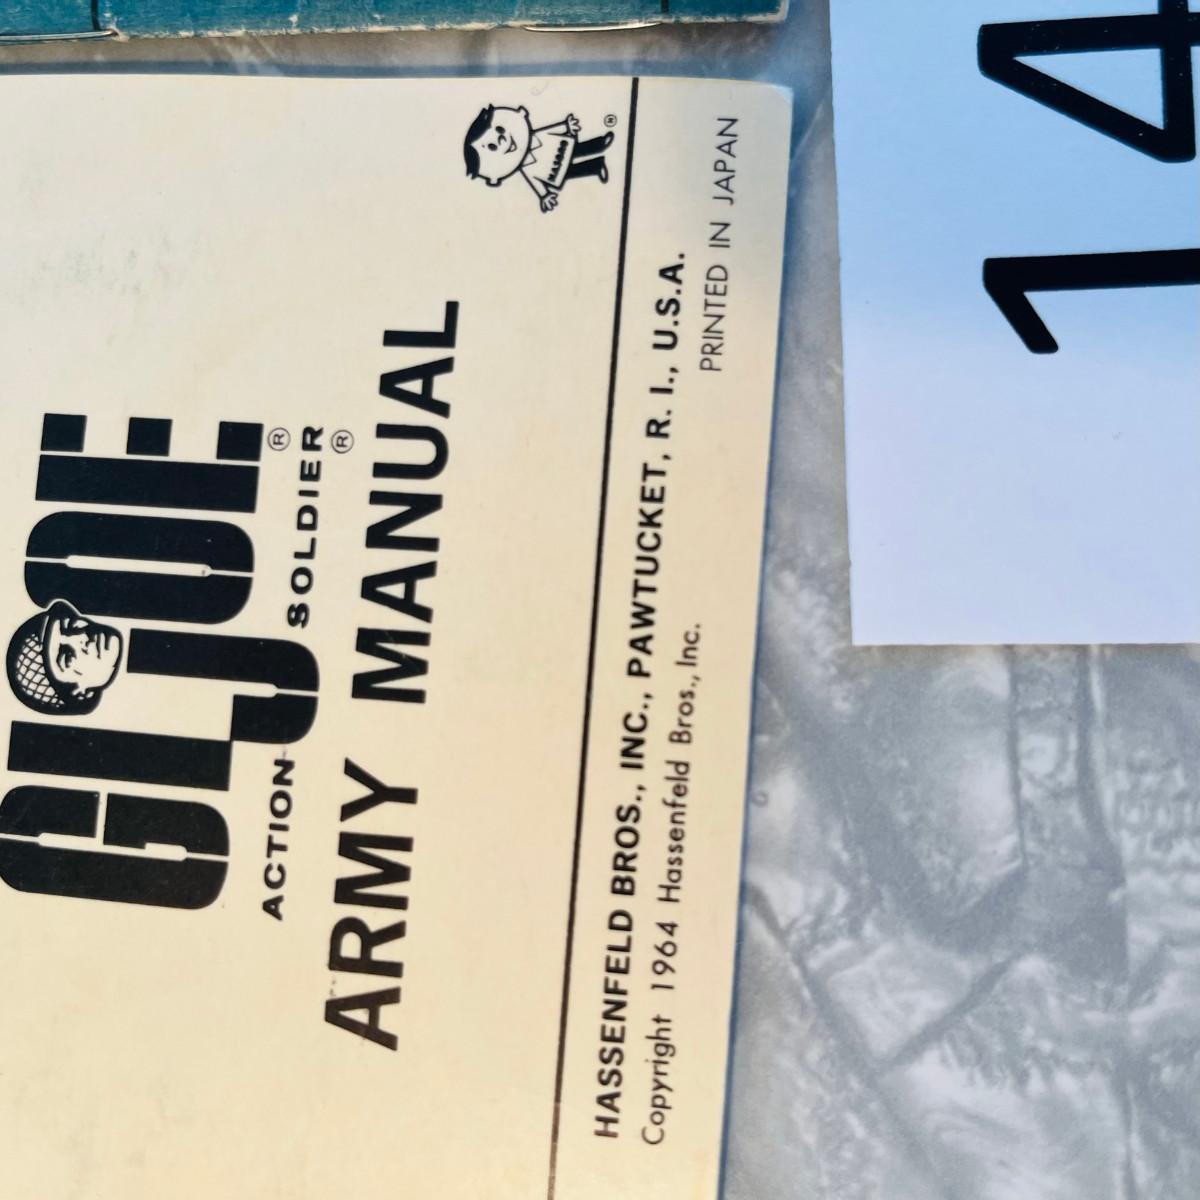 GI JOE ®
ACTION SOLDIER ®
ARMY MANUAL
HASBRO ®
HASSENFELD BROS., INC., PAWTUCKET, R. I., U.S.A.
Copyright 1964 Hassenfeld Bros., Inc.
PRINTED IN JAPAN
14